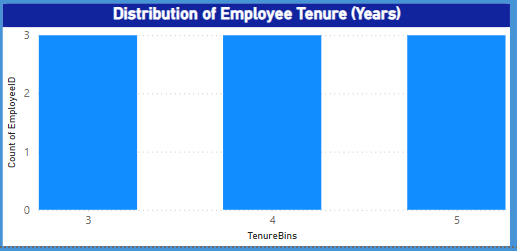 Distribution of Employee Tenure (Years)
Count of EmployeeID
3
2
1
0
3 4 5
TenureBins